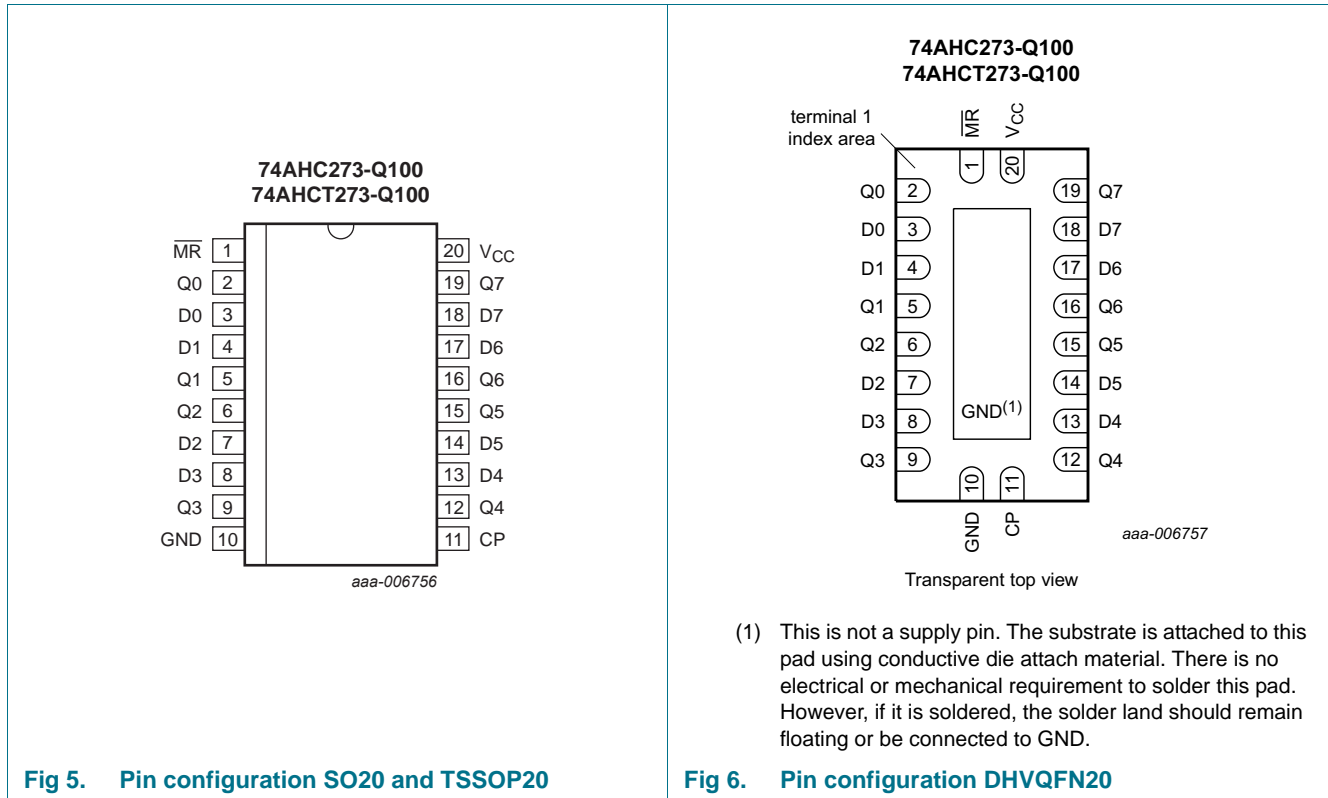 74AHC273-Q100
74AHCT273-Q100
MR 1
Q0 2
D0 3
D1 4
Q1 5
Q2 6
D2 7
D3 8
Q3 9
GND 10
20 VCC
19 Q7
18 D7
17 D6
16 Q6
15 Q5
14 D5
13 D4
12 Q4
11 CP
aaa-006756
Fig 5. Pin configuration SO20 and TSSOP20
74AHC273-Q100
74AHCT273-Q100
terminal 1
index area
MR
VCC
1
20
Q0 2
D0 3
D1 4
Q1 5
Q2 6
D2 7
D3 8
Q3 9
19 Q7
18 D7
17 D6
16 Q6
15 Q5
14 D5
13 D4
12 Q4
GND(1)
10
11
GND
CP
aaa-006757
Transparent top view
(1) This is not a supply pin. The substrate is attached to this
pad using conductive die attach material. There is no
electrical or mechanical requirement to solder this pad.
However, if it is soldered, the solder land should remain
floating or be connected to GND.
Fig 6. Pin configuration DHVQFN20